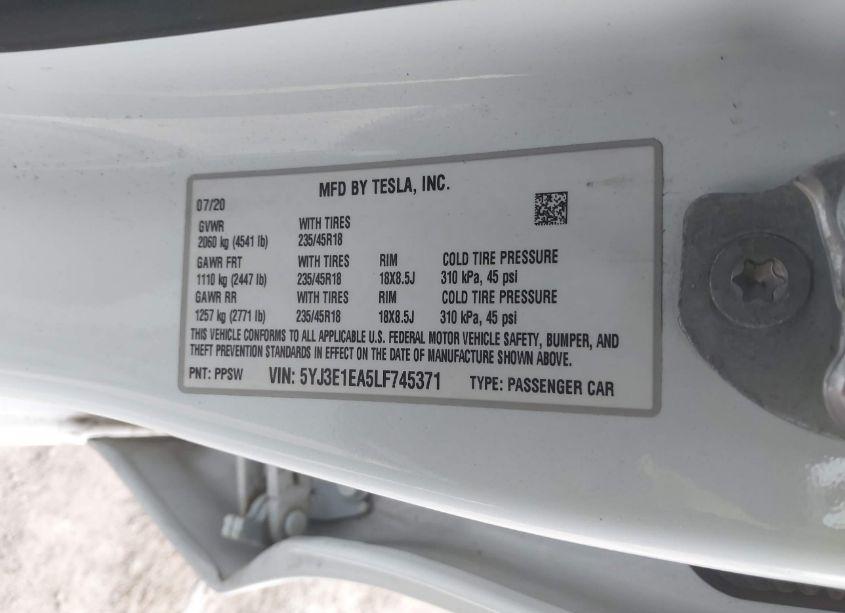 MFD BY TESLA, INC.
07/20
GVWR WITH TIRES
2060 kg (4541 lb) 235/45R18
GAWR FRT WITH TIRES RIM COLD TIRE PRESSURE
1110 kg (2447 lb) 235/45R18 18X8.5J 310 kPa, 45 psi
GAWR RR WITH TIRES RIM COLD TIRE PRESSURE
1257 kg (2771 lb) 235/45R18 18X8.5J 310 kPa, 45 psi
THIS VEHICLE CONFORMS TO ALL APPLICABLE U.S. FEDERAL MOTOR VEHICLE SAFETY, BUMPER, AND
THEFT PREVENTION STANDARDS IN EFFECT ON THE DATE OF MANUFACTURE SHOWN ABOVE.
PNT: PPSW VIN: 5YJ3E1EA5LF745371 TYPE: PASSENGER CAR